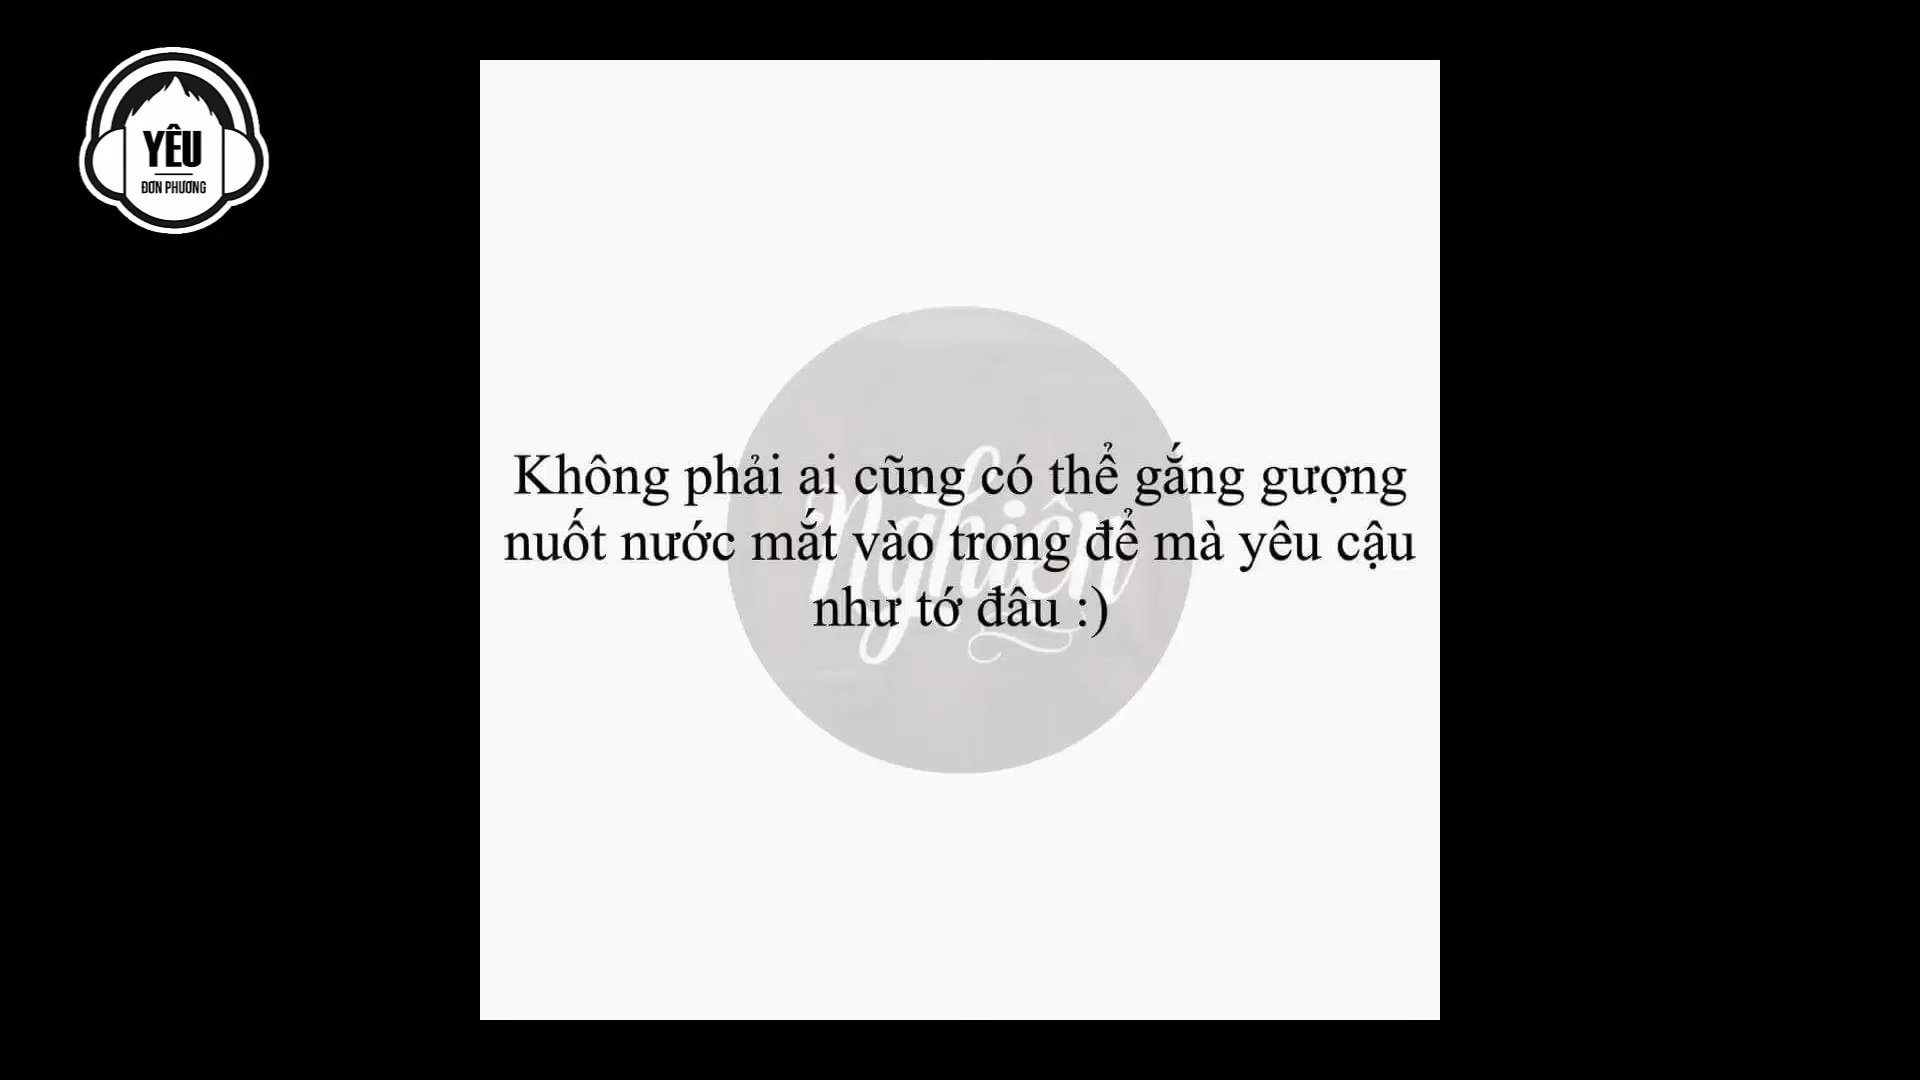 YÊU
ĐƠN PHƯƠNG
Không phải ai cũng có thể gắng gượng
nuốt nước mắt vào trong để mà yêu cậu
như tớ đâu :)
Nghiện